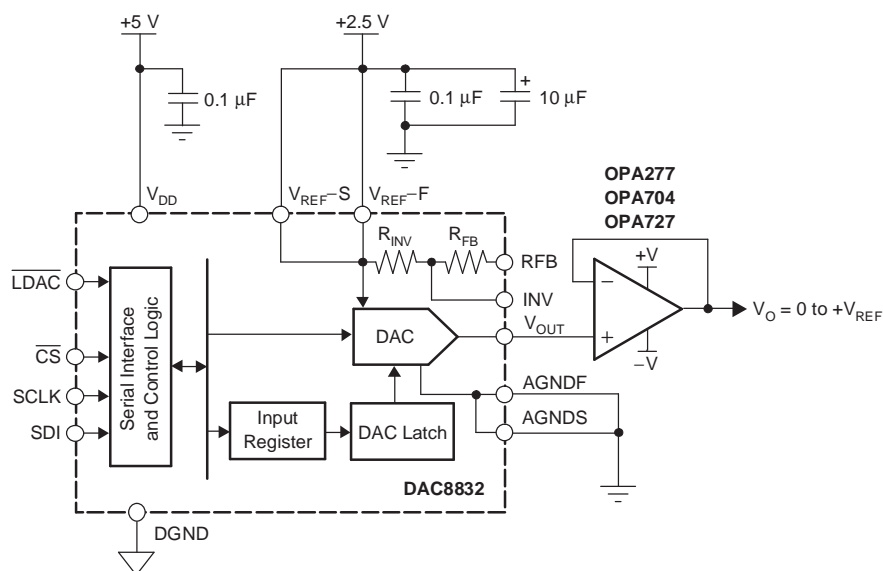 +5 V
+2.5 V
0.1 μF
0.1 μF
+
10 μF
OPA277
OPA704
OPA727
V_DD
V_REF−S
V_REF−F
R_INV
R_FB
RFB
+V
LDAC
INV
−
V_O = 0 to +V_REF
Serial Interface
and Control Logic
DAC
V_OUT
+
CS
−V
SCLK
AGNDF
SDI
Input
Register
DAC Latch
AGNDS
DAC8832
DGND